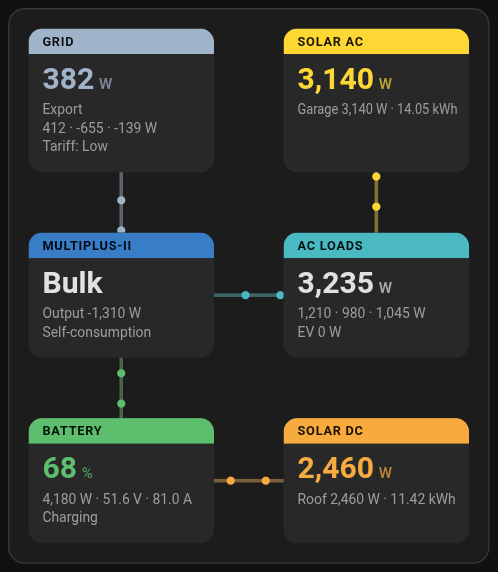 GRID
382 W
Export
412 · -655 · -139 W
Tariff: Low
SOLAR AC
3,140 W
Garage 3,140 W · 14.05 kWh
MULTIPLUS-II
Bulk
Output -1,310 W
Self-consumption
AC LOADS
3,235 W
1,210 · 980 · 1,045 W
EV 0 W
BATTERY
68 %
4,180 W · 51.6 V · 81.0 A
Charging
SOLAR DC
2,460 W
Roof 2,460 W · 11.42 kWh